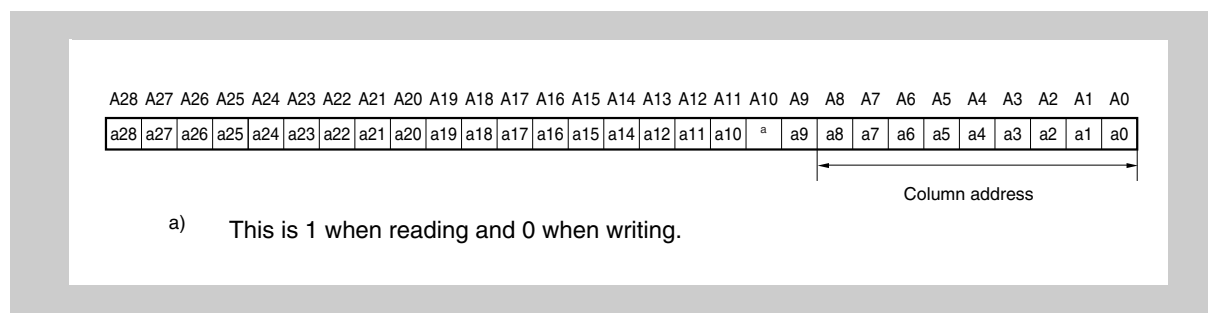 A28 A27 A26 A25 A24 A23 A22 A21 A20 A19 A18 A17 A16 A15 A14 A13 A12 A11 A10 A9 A8 A7 A6 A5 A4 A3 A2 A1 A0
a28 a27 a26 a25 a24 a23 a22 a21 a20 a19 a18 a17 a16 a15 a14 a12 a11 a10 a a9 a8 a7 a6 a5 a4 a3 a2 a1 a0
Column address
a) This is 1 when reading and 0 when writing.